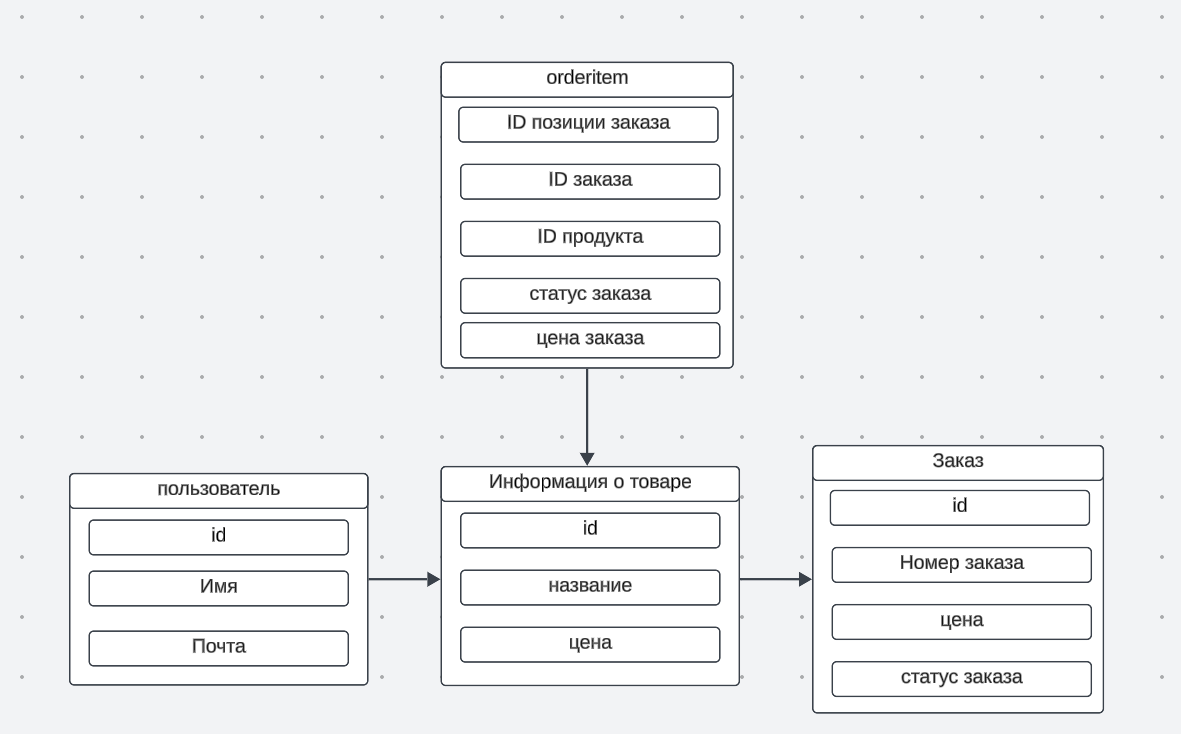 orderitem
ID позиции заказа
ID заказа
ID продукта
статус заказа
цена заказа
пользователь
id
Имя
Почта
Информация о товаре
id
название
цена
Заказ
id
Номер заказа
цена
статус заказа